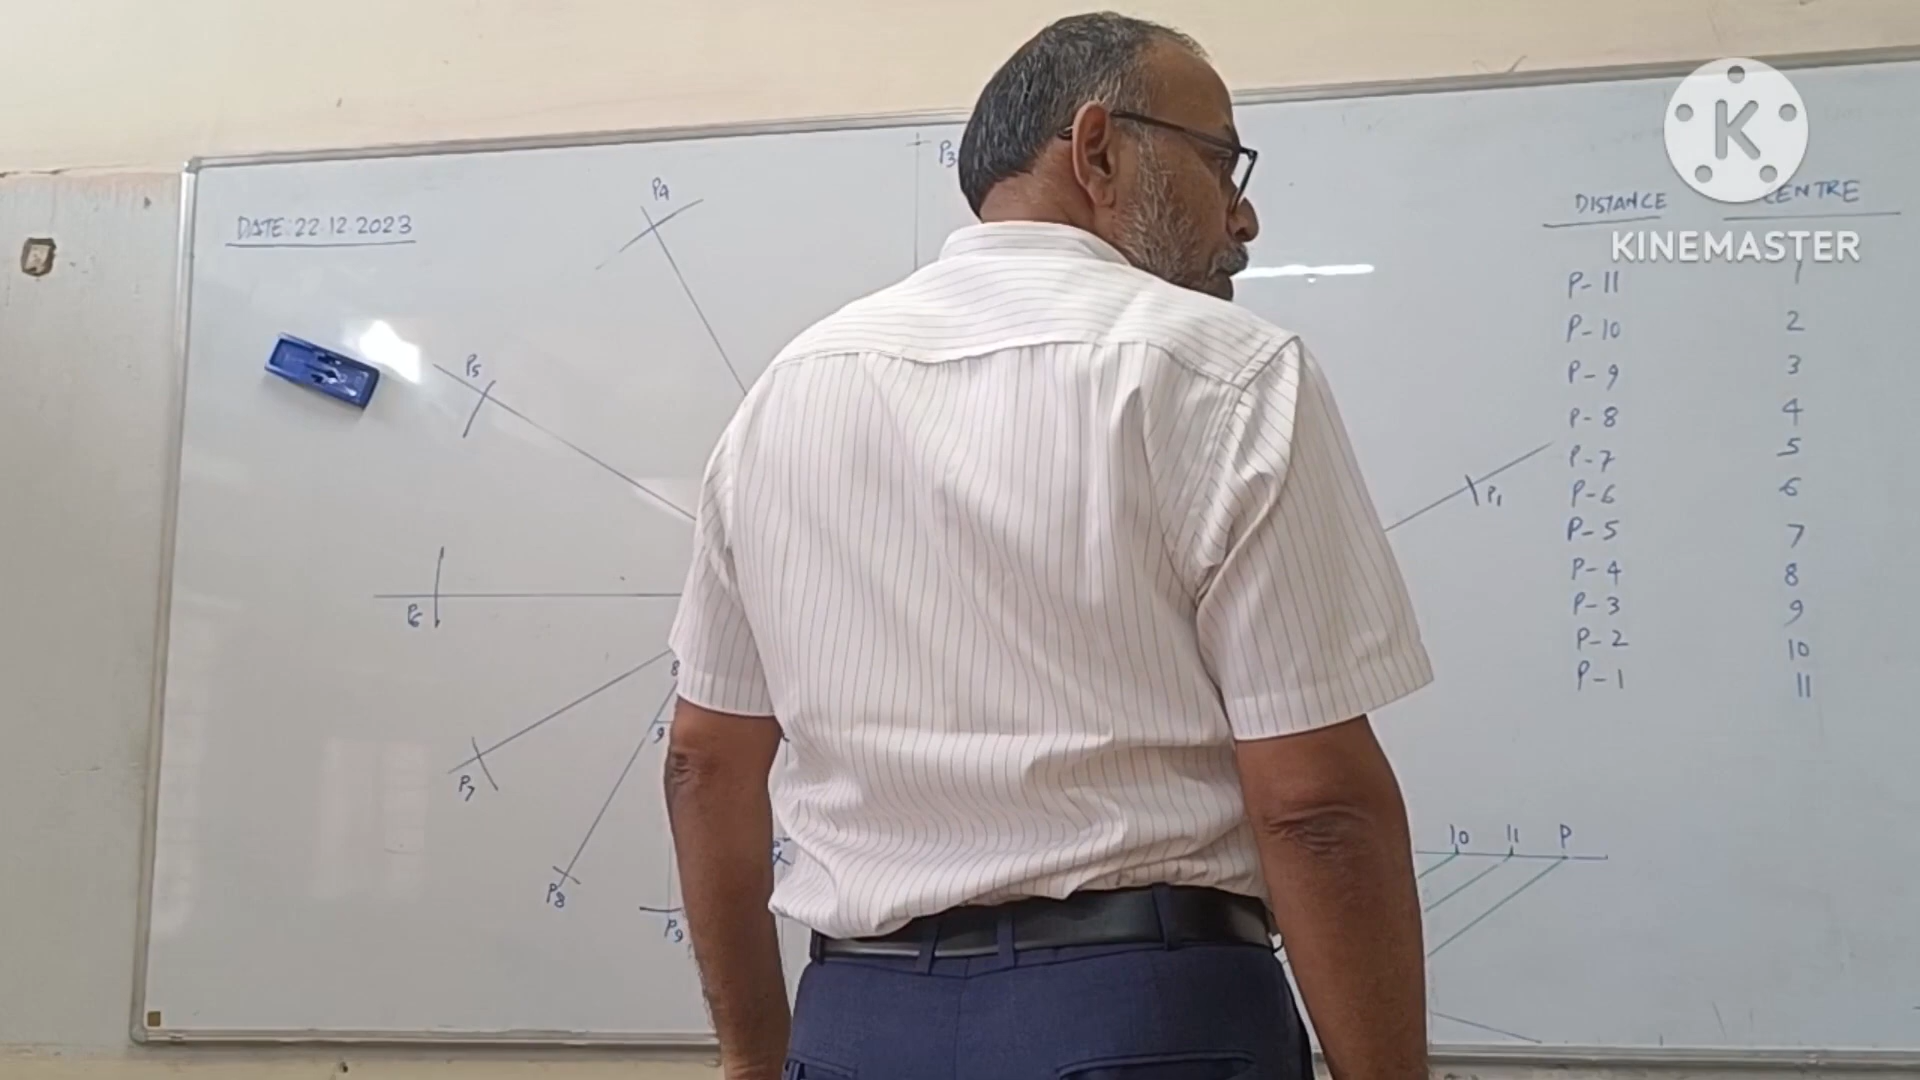 P3
P4
DATE: 22.12.2023
DISTANCE CENTRE
K
KINEMASTER
P-11 1
P-10 2
P-9 3
P-8 4
P-7 5
P-6 6
P-5 7
P-4 8
P-3 9
P-2 10
P-1 11
P5
P1
P6
8
9
P7
P8
P9
10 11 P